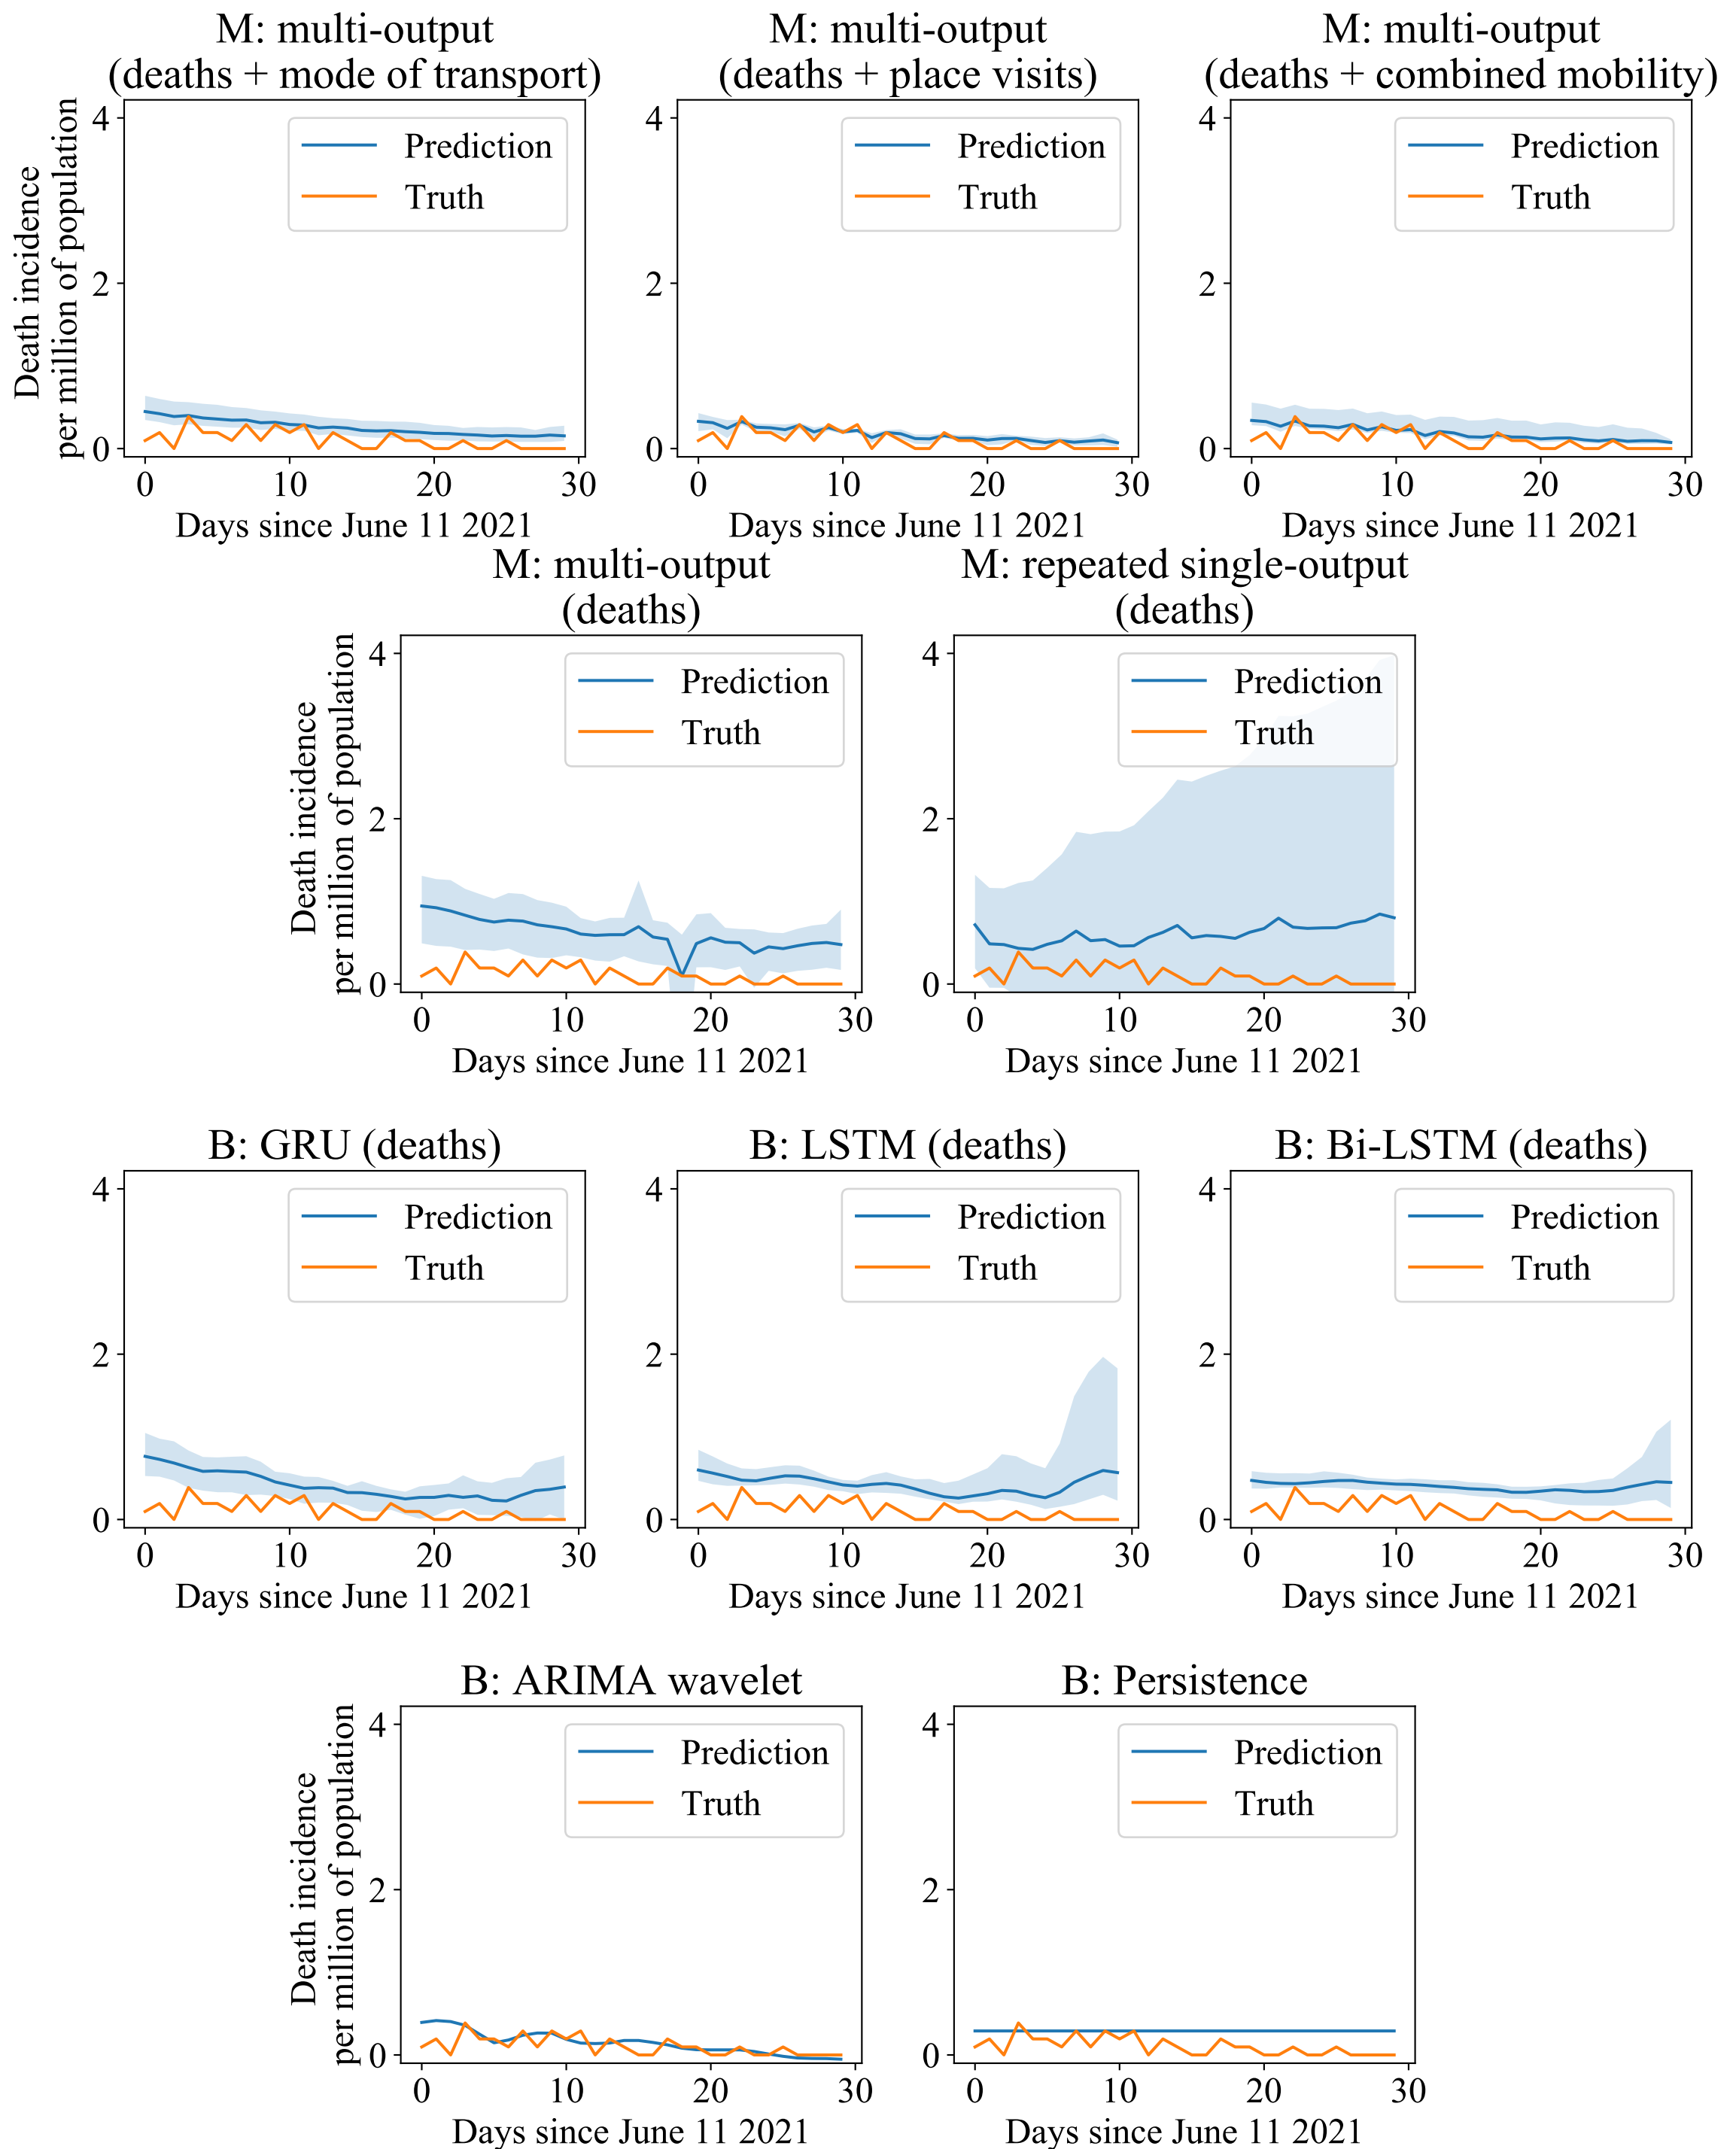 M: multi-output
(deaths + mode of transport)
M: multi-output
(deaths + place visits)
M: multi-output
(deaths + combined mobility)
Death incidence
per million of population
4
2
0
Prediction
Truth
0 10 20 30
Days since June 11 2021
4
2
0
Prediction
Truth
0 10 20 30
Days since June 11 2021
4
2
0
Prediction
Truth
0 10 20 30
Days since June 11 2021
M: multi-output
(deaths)
M: repeated single-output
(deaths)
Death incidence
per million of population
4
2
0
Prediction
Truth
0 10 20 30
Days since June 11 2021
4
2
0
Prediction
Truth
0 10 20 30
Days since June 11 2021
B: GRU (deaths)
B: LSTM (deaths)
B: Bi-LSTM (deaths)
4
2
0
Prediction
Truth
0 10 20 30
Days since June 11 2021
4
2
0
Prediction
Truth
0 10 20 30
Days since June 11 2021
4
2
0
Prediction
Truth
0 10 20 30
Days since June 11 2021
B: ARIMA wavelet
B: Persistence
Death incidence
per million of population
4
2
0
Prediction
Truth
0 10 20 30
Days since June 11 2021
4
2
0
Prediction
Truth
0 10 20 30
Days since June 11 2021